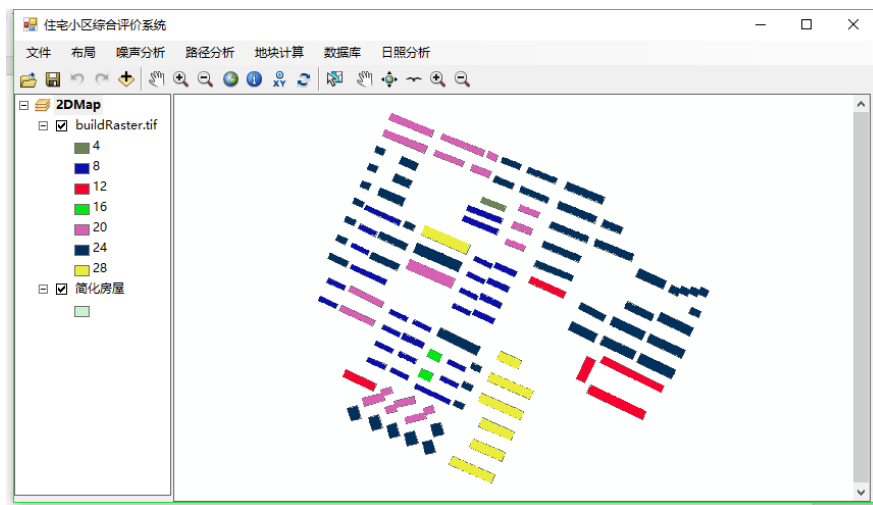 住宅小区综合评价系统
文件 布局 噪声分析 路径分析 地块计算 数据库 日照分析
XY
2DMap
buildRaster.tif
4
8
12
16
20
24
28
简化房屋